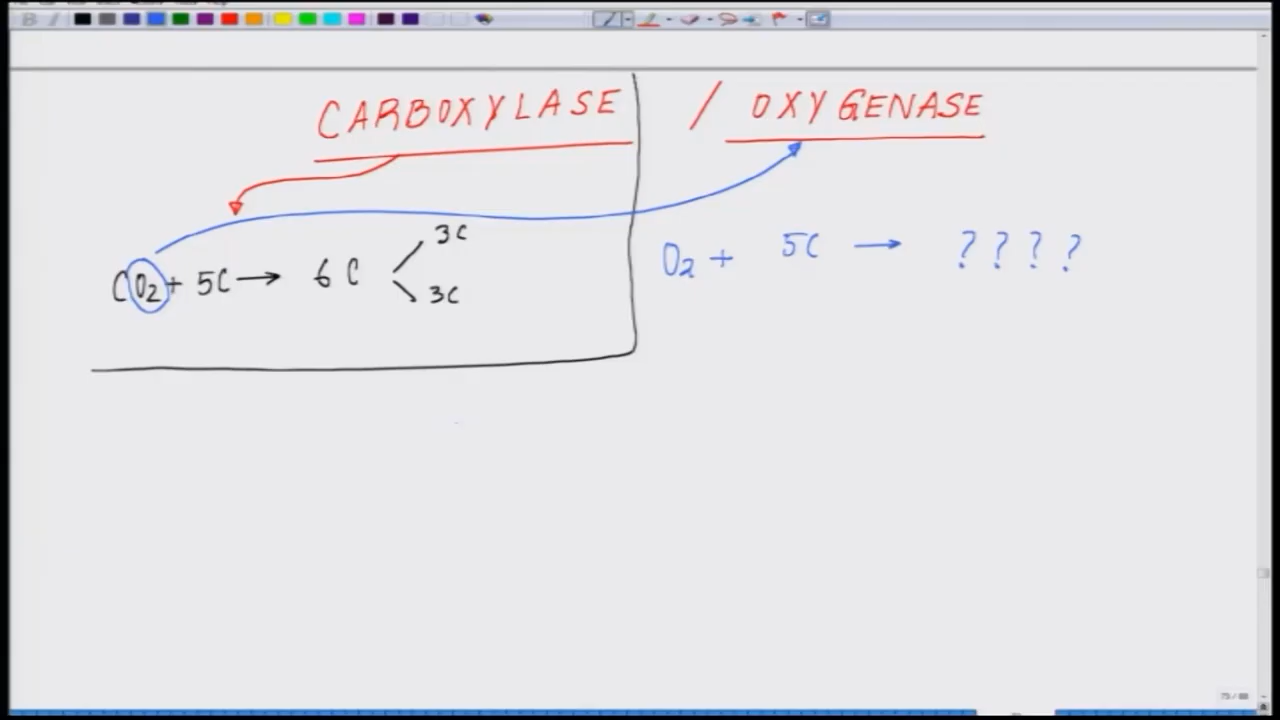 CARBOXYLASE / OXYGENASE
3C
O2 + 5C → ? ? ? ?
CO2 + 5C → 6C
3C